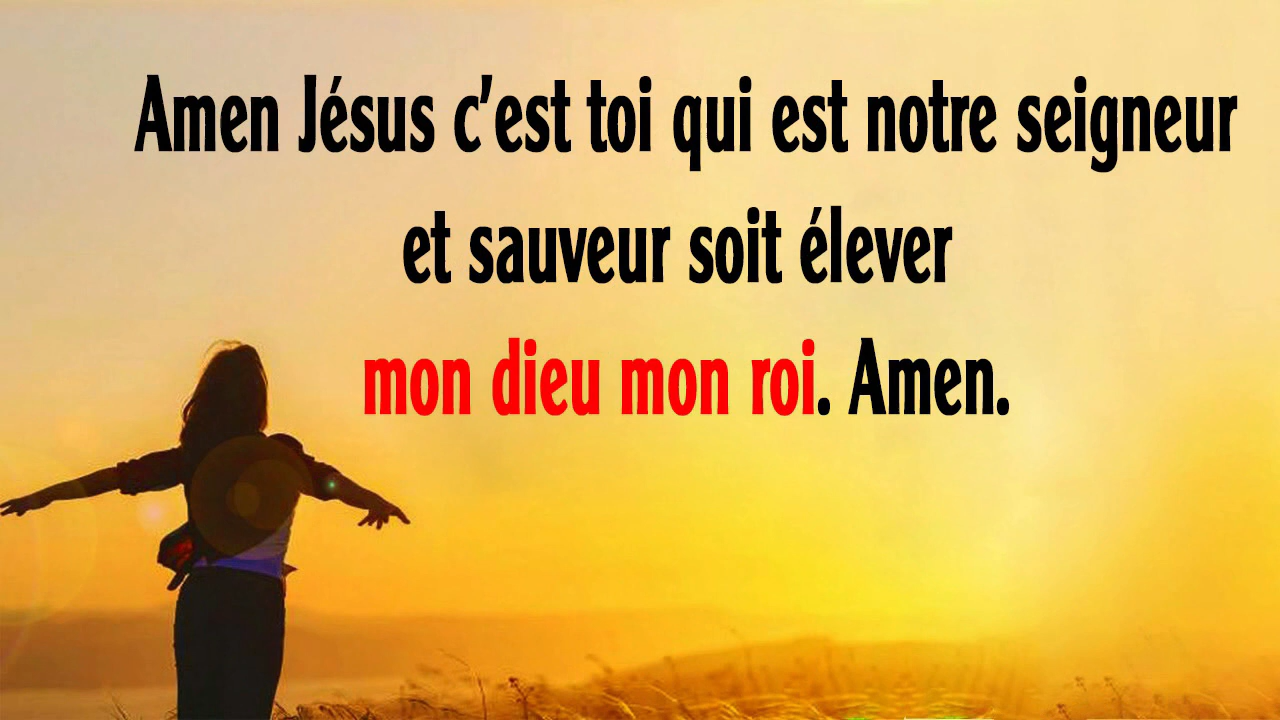 Amen Jésus c’est toi qui est notre seigneur
et sauveur soit élever
mon dieu mon roi. Amen.